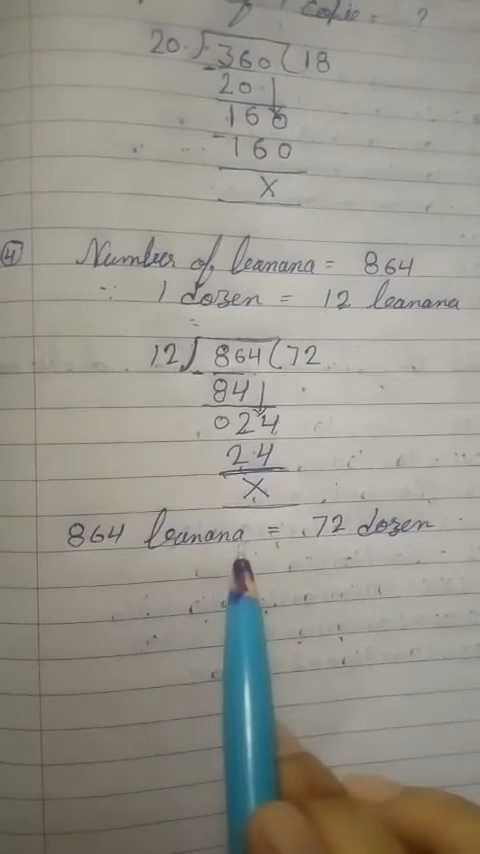 Copie = ?
20) 360 ( 18
- 20
160
- 160
X
4 Number of banana = 864
∵ 1 dozen = 12 banana
=
12) 864 ( 72
84
024
24
X
864 banana = 72 dozen